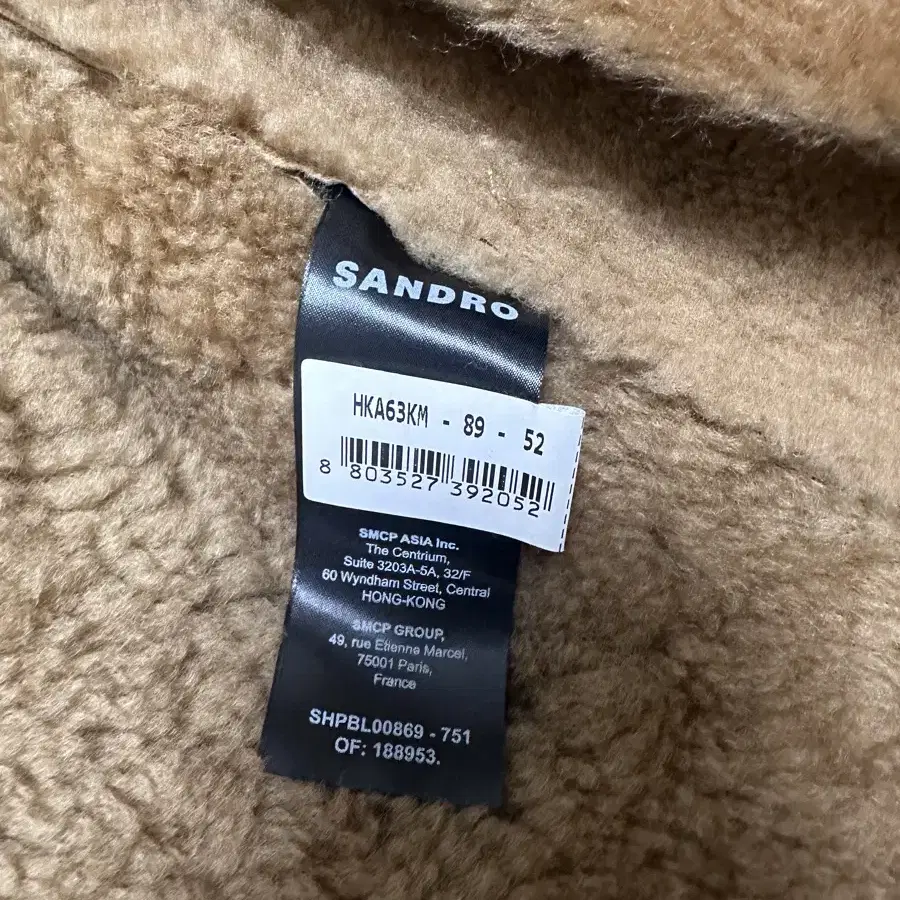 SANDRO
HKA63KM - 89 - 52
8 803527 392052
SMCP ASIA Inc.
The Centrium,
Suite 3203A-5A, 32/F
60 Wyndham Street, Central
HONG-KONG
SMCP GROUP,
49, rue Etienne Marcel,
75001 Paris,
France
SHPBL00869 - 751
OF: 188953.